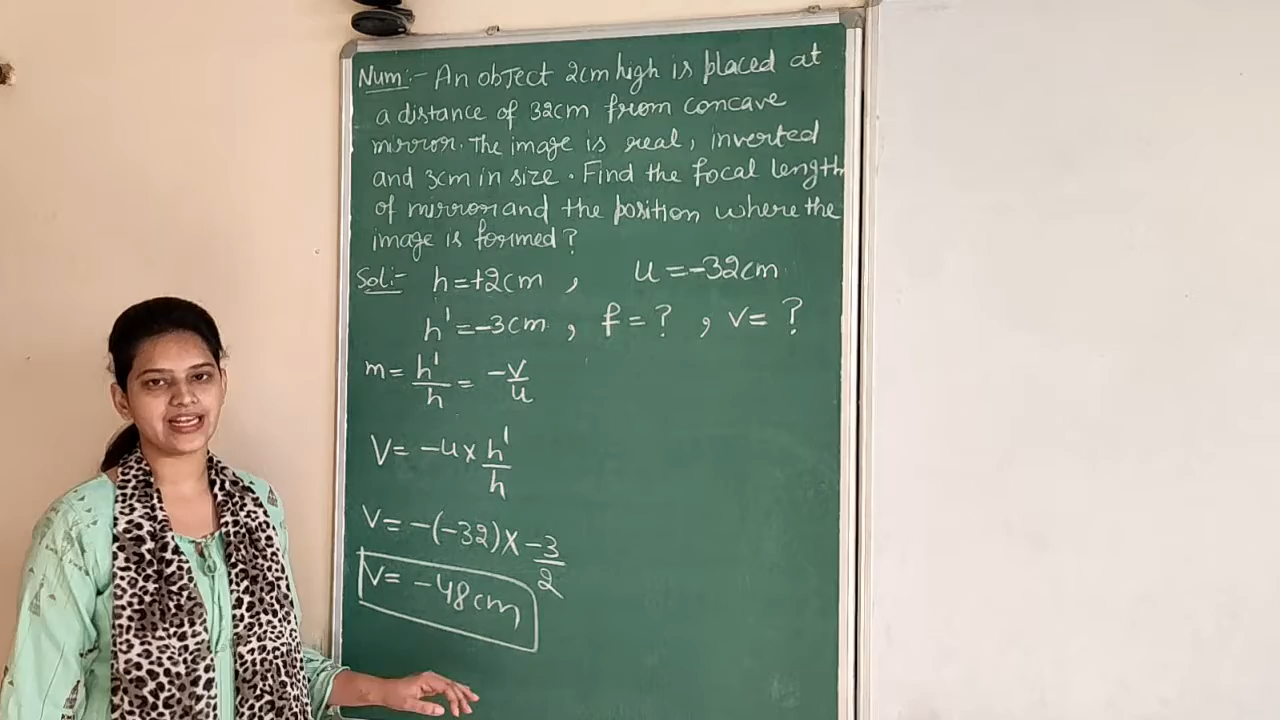 Num:- An object 2cm high is placed at
a distance of 32cm from concave
mirror. The image is real, inverted
and 3cm in size. Find the focal length
of mirror and the position where the
image is formed?
Sol:- h=+2cm , u=-32cm
h'=-3cm , f=? , v=?
m= h'/h = -v/u
V= -u x h'/h
V= -(-32) x -3/2
V= -48cm